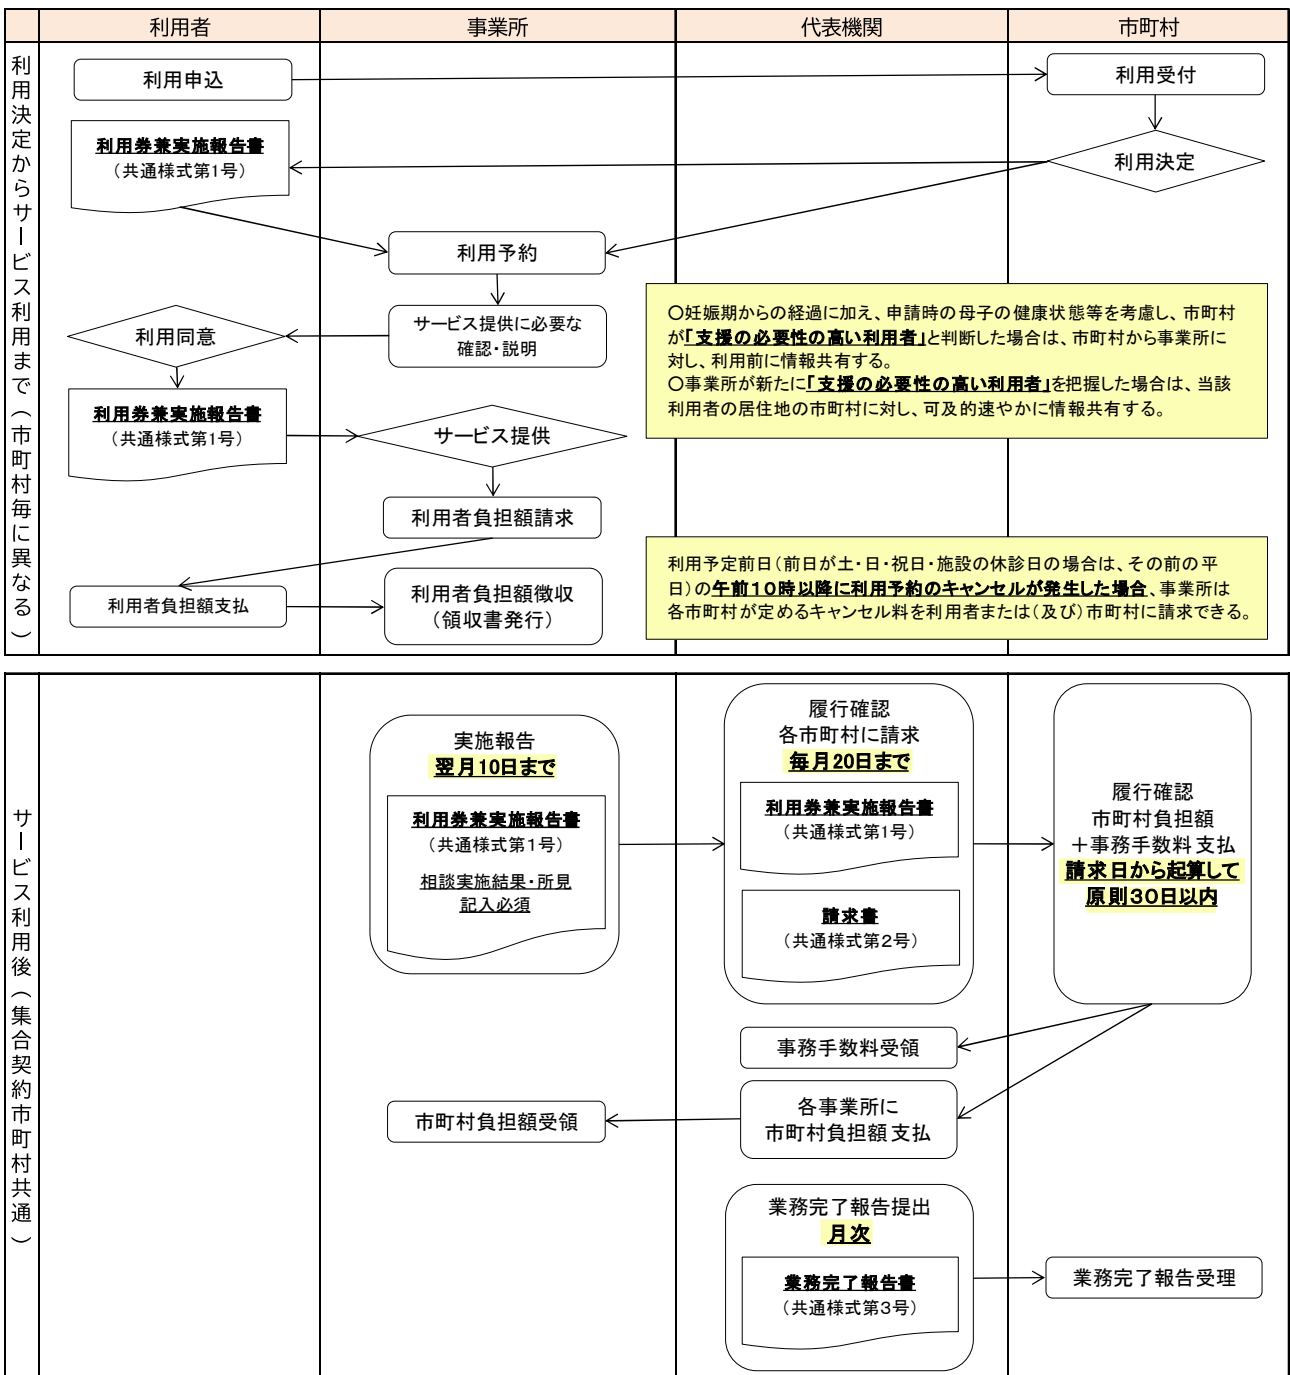 利用者
事業所
代表機関
市町村
利用決定からサービス利用まで（市町村毎に異なる）
利用申込
利用受付
利用券兼実施報告書
（共通様式第1号）
利用決定
利用予約
サービス提供に必要な
確認・説明
利用同意
〇妊娠期からの経過に加え、申請時の母子の健康状態等を考慮し、市町村
が「支援の必要性の高い利用者」と判断した場合は、市町村から事業所に
対し、利用前に情報共有する。
〇事業所が新たに「支援の必要性の高い利用者」を把握した場合は、当該
利用者の居住地の市町村に対し、可及的速やかに情報共有する。
利用券兼実施報告書
（共通様式第1号）
サービス提供
利用者負担額請求
利用者負担額支払
利用者負担額徴収
（領収書発行）
利用予定前日（前日が土・日・祝日・施設の休診日の場合は、その前の平
日）の午前１０時以降に利用予約のキャンセルが発生した場合、事業所は
各市町村が定めるキャンセル料を利用者または（及び）市町村に請求できる。
サービス利用後（集合契約市町村共通）
実施報告
翌月10日まで
利用券兼実施報告書
（共通様式第１号）
相談実施結果・所見
記入必須
履行確認
各市町村に請求
毎月20日まで
利用券兼実施報告書
（共通様式第1号）
請求書
（共通様式第２号）
履行確認
市町村負担額
＋事務手数料 支払
請求日から起算して
原則３０日以内
事務手数料受領
各事業所に
市町村負担額 支払
市町村負担額受領
業務完了報告提出
月次
業務完了報告書
（共通様式第３号）
業務完了報告受理